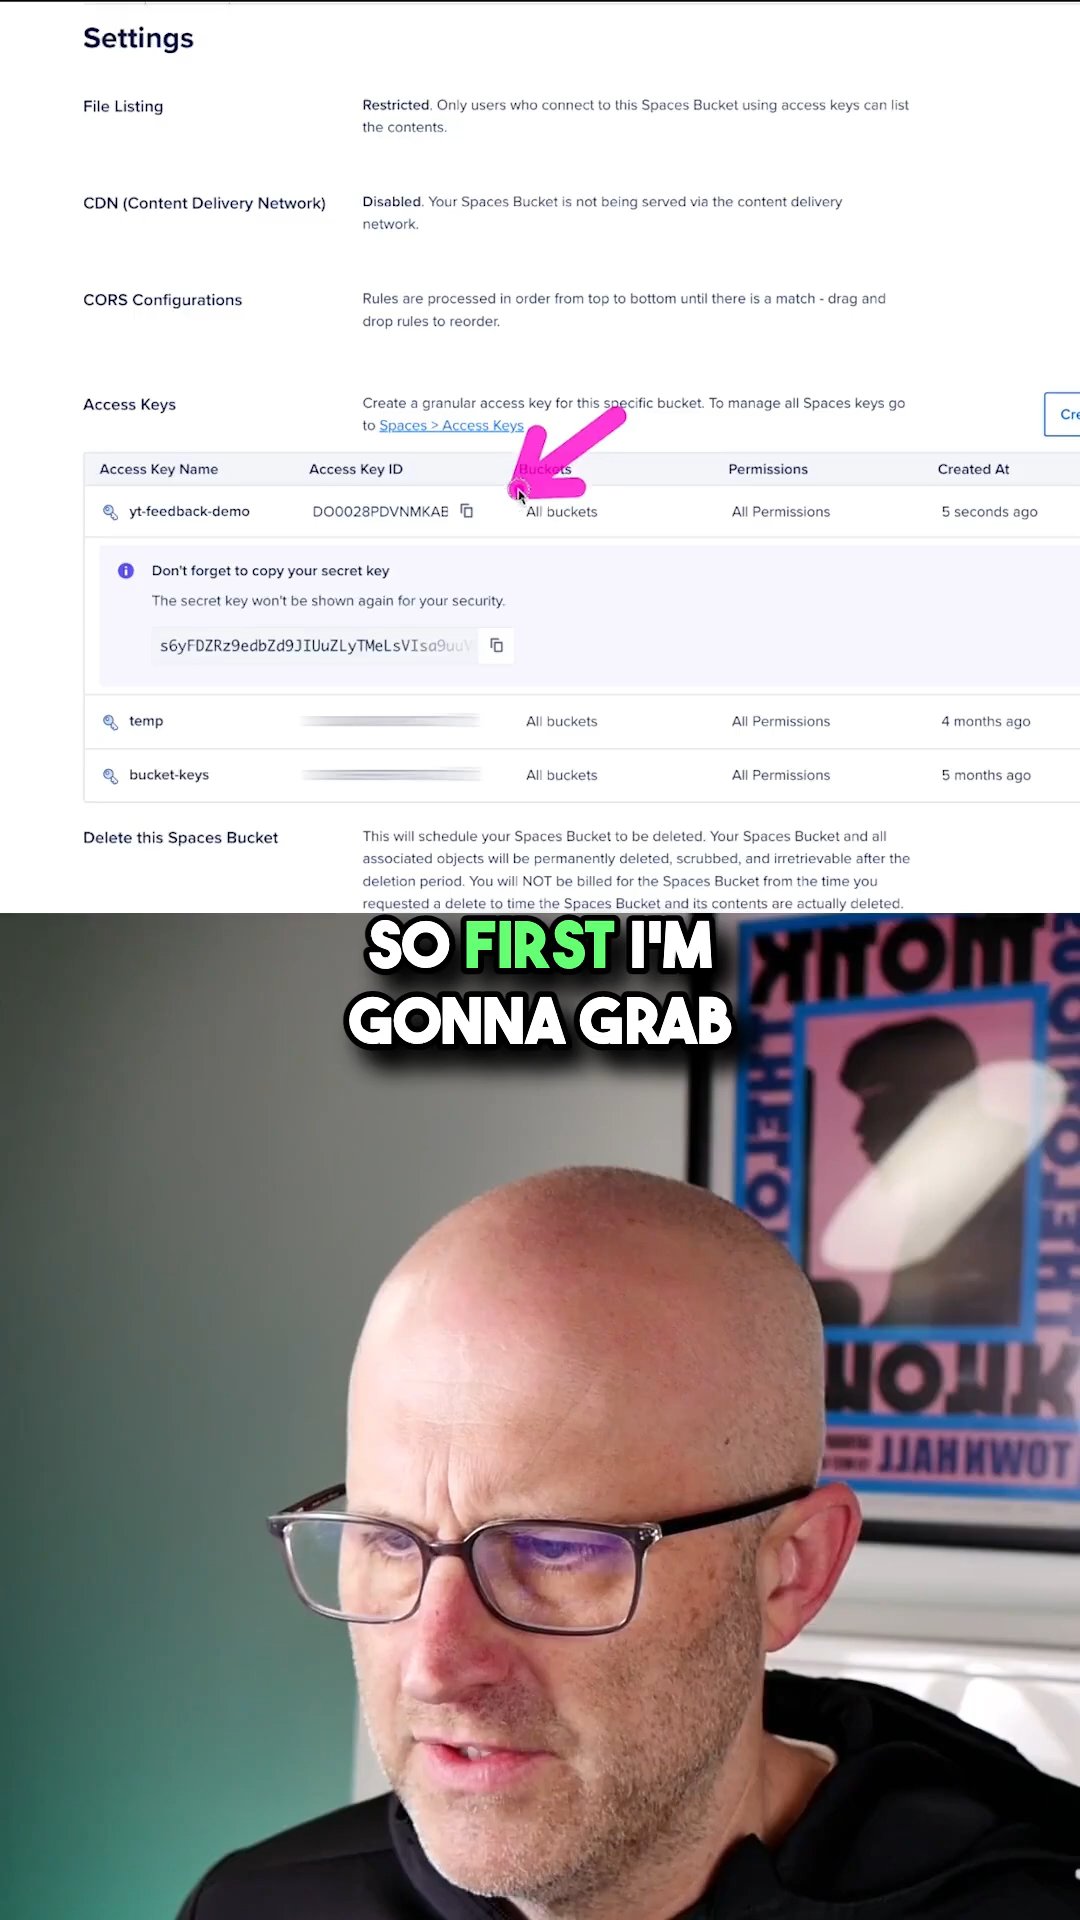 Settings
File Listing
Restricted. Only users who connect to this Spaces Bucket using access keys can list
the contents.
CDN (Content Delivery Network)
Disabled. Your Spaces Bucket is not being served via the content delivery
network.
CORS Configurations
Rules are processed in order from top to bottom until there is a match - drag and
drop rules to reorder.
Access Keys
Create a granular access key for this specific bucket. To manage all Spaces keys go
to Spaces > Access Keys
Cre
Access Key Name Access Key ID Buckets Permissions Created At
yt-feedback-demo DO0028PDVNMKAB All buckets All Permissions 5 seconds ago
Don't forget to copy your secret key
The secret key won't be shown again for your security.
s6yFDZRz9edbZd9JIUuZLyTMeLsVIsa9uu
temp All buckets All Permissions 4 months ago
bucket-keys All buckets All Permissions 5 months ago
Delete this Spaces Bucket
This will schedule your Spaces Bucket to be deleted. Your Spaces Bucket and all
associated objects will be permanently deleted, scrubbed, and irretrievable after the
deletion period. You will NOT be billed for the Spaces Bucket from the time you
requested a delete to time the Spaces Bucket and its contents are actually deleted.
SO FIRST I'M
GONNA GRAB
MONK
THELO
MONK
TOWNHALL